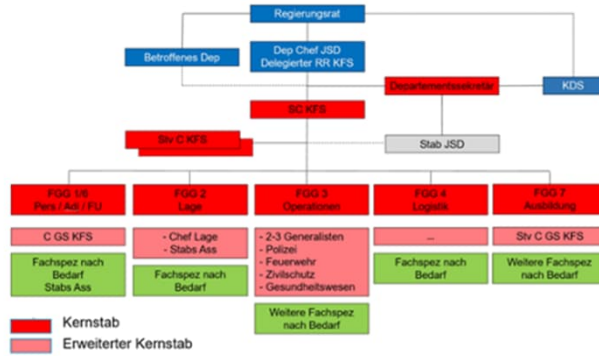 Regierungsrat
Betroffenes Dep
Dep Chef JSD
Delegierter RR KFS
Departementssekretär
KDS
SC KFS
Stv C KFS
Stab JSD
FGG 1/6
Pers / Adj / FU
FGG 2
Lage
FGG 3
Operationen
FGG 4
Logistik
FGG 7
Ausbildung
C GS KFS
- Chef Lage
- Stabs Ass
- 2-3 Generalisten
- Polizei
- Feuerwehr
- Zivilschutz
- Gesundheitswesen
...
Stv C GS KFS
Fachspez nach
Bedarf
Stabs Ass
Fachspez nach
Bedarf
Weitere Fachspez
nach Bedarf
Fachspez nach
Bedarf
Weitere Fachspez
nach Bedarf
Kernstab
Erweiterter Kernstab